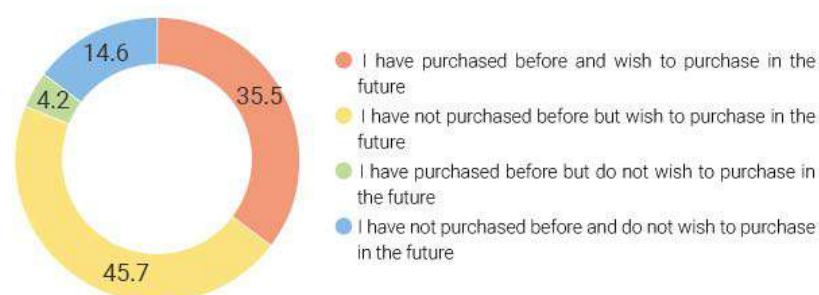 14.6
35.5
4.2
45.7
I have purchased before and wish to purchase in the
future
I have not purchased before but wish to purchase in the
future
I have purchased before but do not wish to purchase in
the future
I have not purchased before and do not wish to purchase
in the future